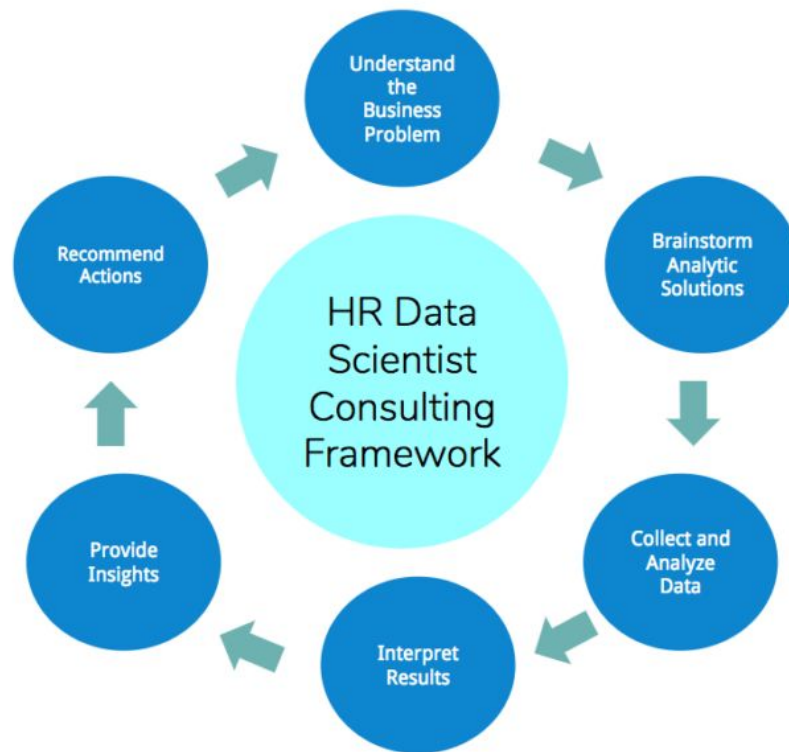 Understand
the
Business
Problem
Brainstorm
Analytic
Solutions
Collect and
Analyze
Data
Interpret
Results
Provide
Insights
Recommend
Actions
HR Data
Scientist
Consulting
Framework